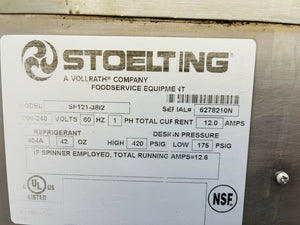 STOELTING
A VOLLRATH® COMPANY
FOODSERVICE EQUIPMENT
MODEL SF121-38I2 SERIAL# 6278210N
VOLTS 60 HZ 1 PH TOTAL CURRENT 12.0 AMPS
REFRIGERANT DESIGN PRESSURE
404A 42 OZ HIGH 420 PSIG LOW 175 PSIG
IF SPINNER EMPLOYED, TOTAL RUNNING AMPS=12.6
UL
LISTED
NSF